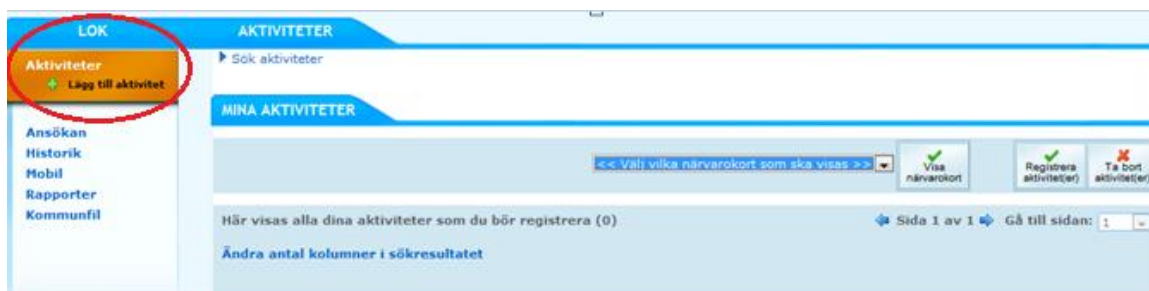 LOK
AKTIVITETER
Aktiviteter
Lägg till aktivitet
Sök aktiviteter
MINA AKTIVITETER
Ansökan
Historik
Mobil
Rapporter
Kommunfil
<< Välj vilka närvarokort som ska visas >>
Visa
närvarokort
Registrera
aktivitet(er)
Ta bort
aktivitet(er)
Här visas alla dina aktiviteter som du bör registrera (0)
Sida 1 av 1
Gå till sidan:
1
Ändra antal kolumner i sökresultatet